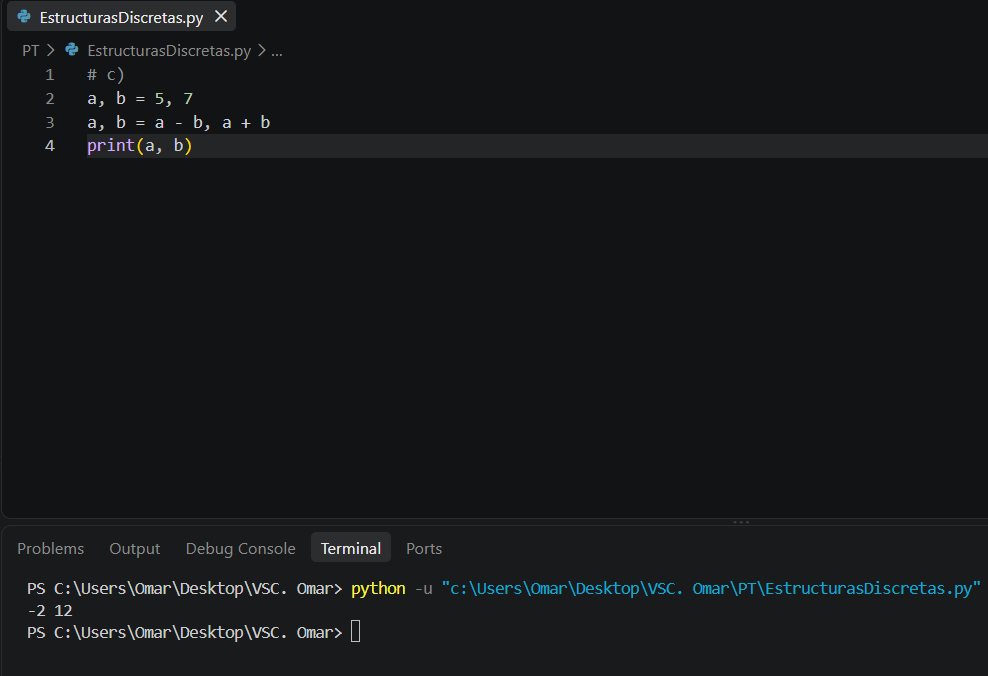 EstructurasDiscretas.py
PT > EstructurasDiscretas.py > ...
1 # c)
2 a, b = 5, 7
3 a, b = a - b, a + b
4 print(a, b)
Problems Output Debug Console Terminal Ports
PS C:\Users\Omar\Desktop\VSC. Omar> python -u "c:\Users\Omar\Desktop\VSC. Omar\PT\EstructurasDiscretas.py"
-2 12
PS C:\Users\Omar\Desktop\VSC. Omar>